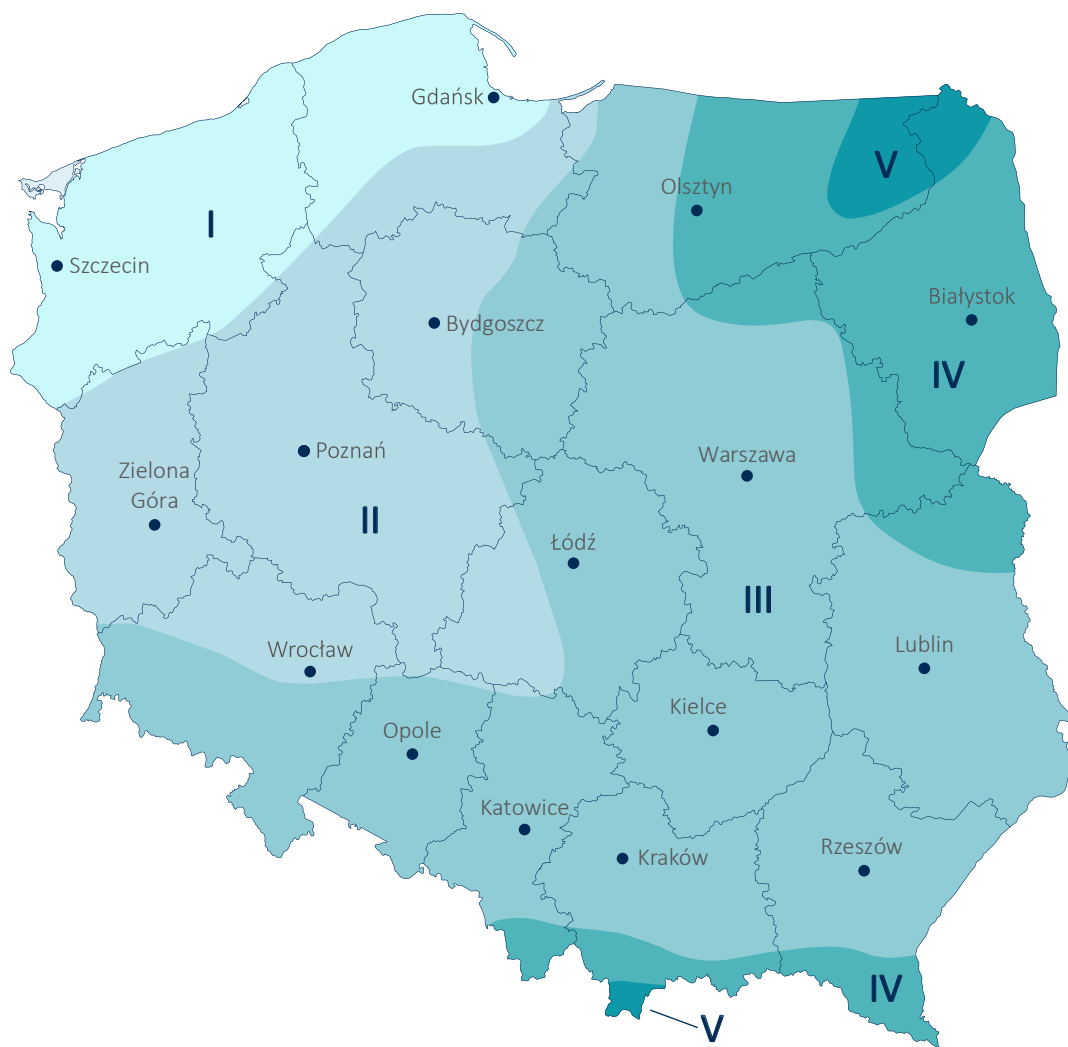 Gdańsk
V
Olsztyn
I
Szczecin
Białystok
Bydgoszcz
IV
Poznań
Warszawa
Zielona
Góra
II
Łódź
III
Wrocław
Lublin
Kielce
Opole
Katowice
Kraków
Rzeszów
IV
V